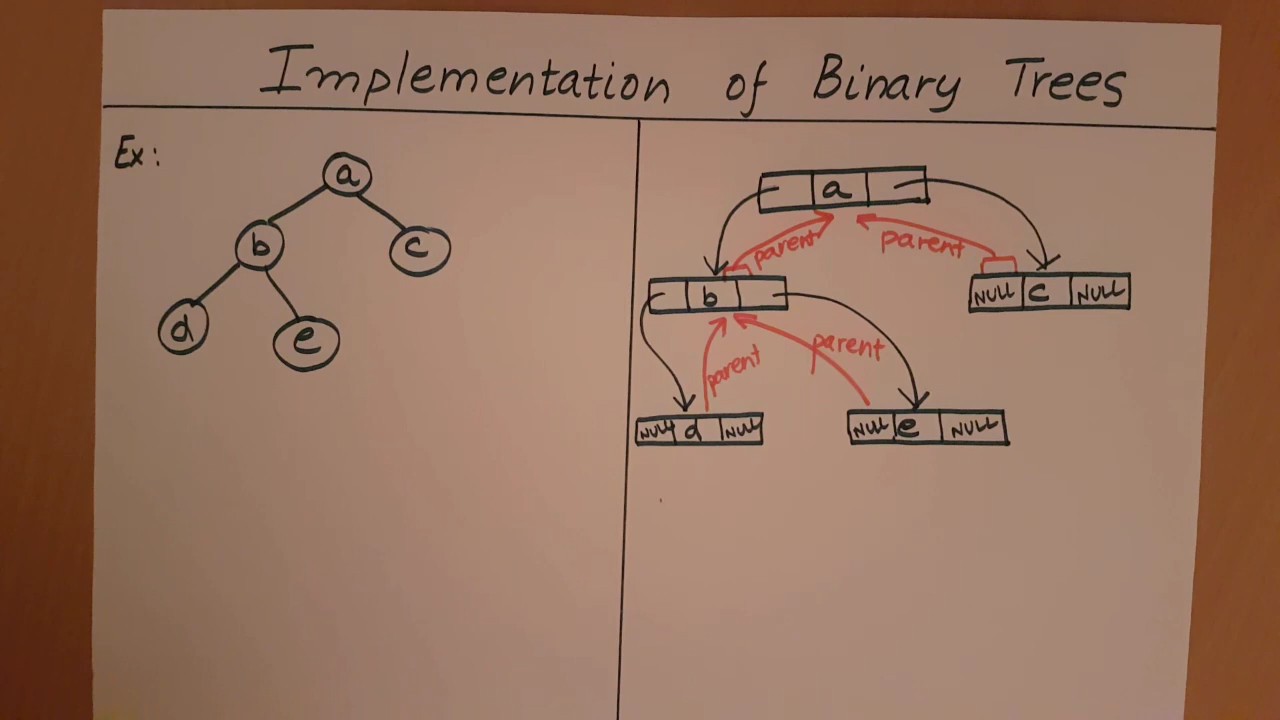 Implementation of Binary Trees
Ex:
a
b
c
d
e
a
parent
parent
b
NULL c NULL
parent
parent
NULL d NULL
NULL e NULL